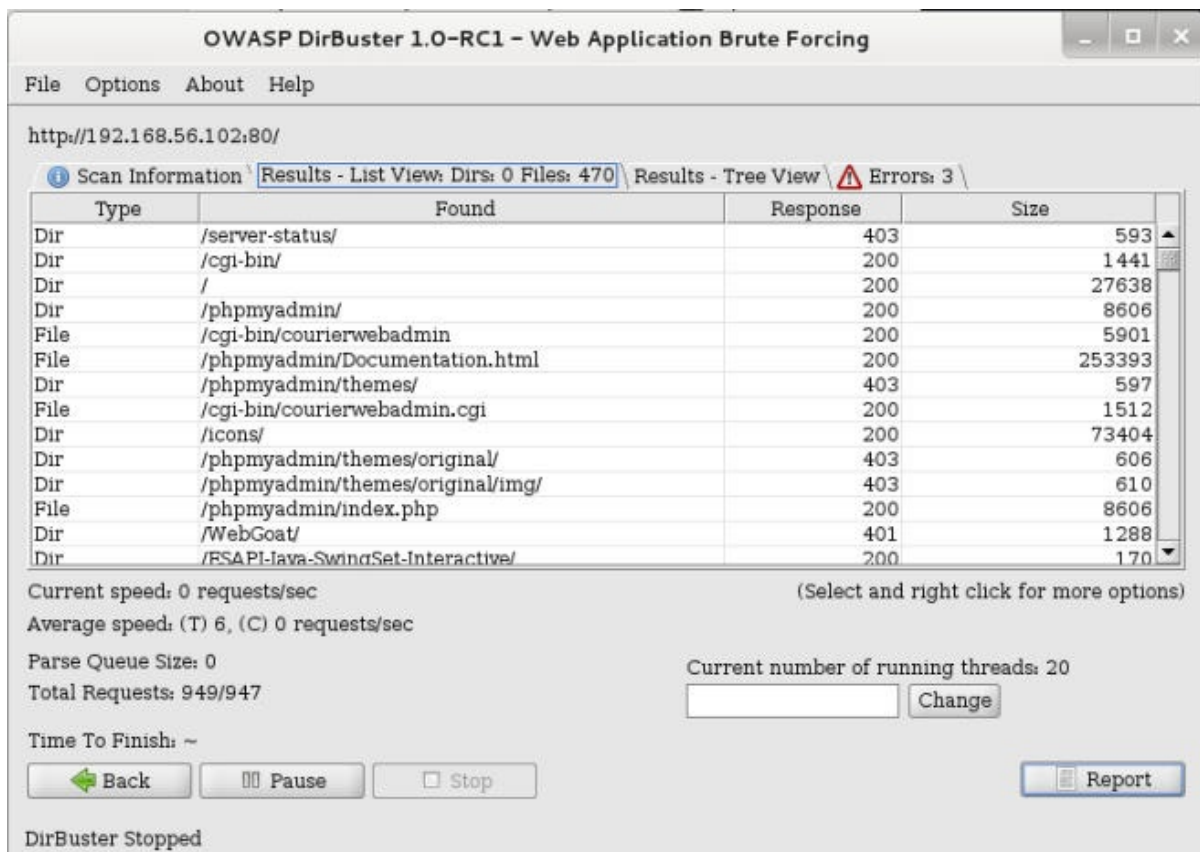 OWASP DirBuster 1.0-RC1 - Web Application Brute Forcing
File Options About Help
http://192.168.56.102:80/
Scan Information Results - List View: Dirs: 0 Files: 470 Results - Tree View Errors: 3
Type Found Response Size
Dir /server-status/ 403 593
Dir /cgi-bin/ 200 1441
Dir / 200 27638
Dir /phpmyadmin/ 200 8606
File /cgi-bin/courierwebadmin 200 5901
File /phpmyadmin/Documentation.html 200 253393
Dir /phpmyadmin/themes/ 403 597
File /cgi-bin/courierwebadmin.cgi 200 1512
Dir /icons/ 200 73404
Dir /phpmyadmin/themes/original/ 403 606
Dir /phpmyadmin/themes/original/img/ 403 610
File /phpmyadmin/index.php 200 8606
Dir /WebGoat/ 401 1288
Dir /ESAPI-Java-SwingSet-Interactive/ 200 170
Current speed: 0 requests/sec (Select and right click for more options)
Average speed: (T) 6, (C) 0 requests/sec
Parse Queue Size: 0
Current number of running threads: 20
Total Requests: 949/947
Change
Time To Finish: ~
Back Pause Stop Report
DirBuster Stopped